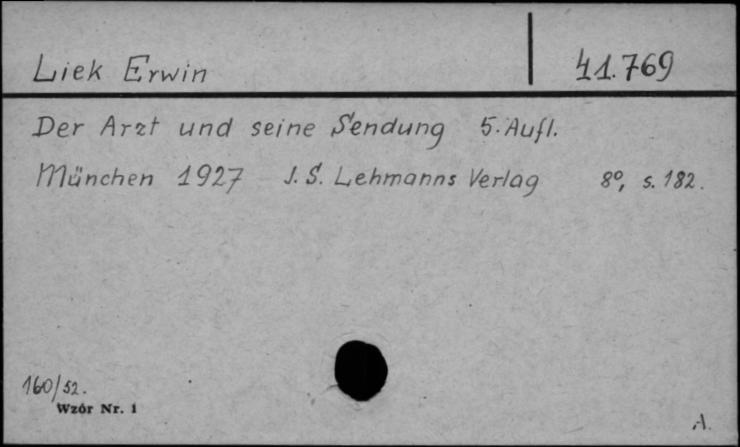 Liek Erwin 41.769
Der Arzt und seine Sendung 5. Aufl.
München 1927 J. S. Lehmanns Verlag 8°, s. 182.
160/52.
Wzór Nr. 1
A.